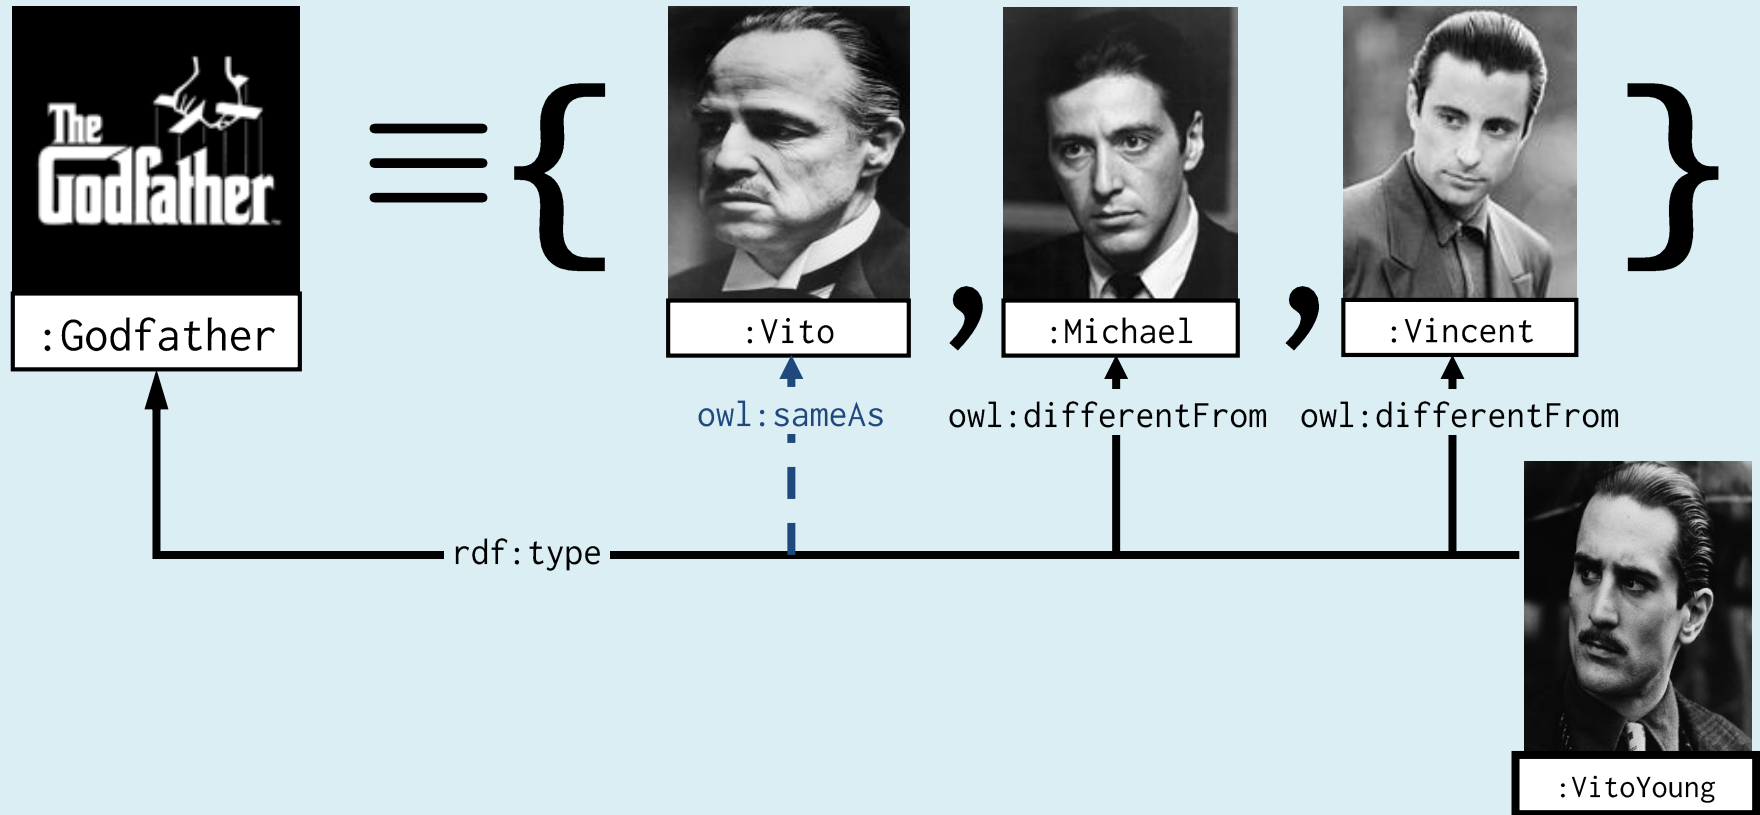 The
Godfather
≡ {
,
,
}
:Godfather
:Vito
:Michael
:Vincent
owl:sameAs
owl:differentFrom
owl:differentFrom
rdf:type
:VitoYoung